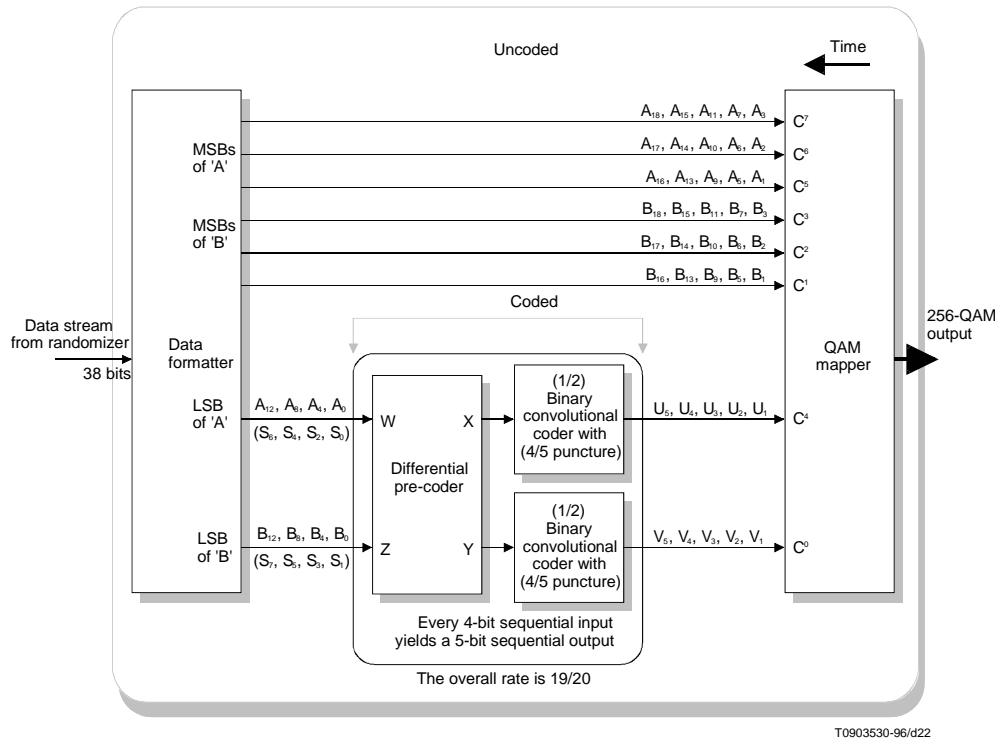 Uncoded
Time
A₁₈, A₁₅, A₁₁, A₇, A₃
C⁷
MSBs
of 'A'
A₁₇, A₁₄, A₁₀, A₆, A₂
C⁶
A₁₆, A₁₃, A₉, A₅, A₁
C⁵
MSBs
of 'B'
B₁₈, B₁₅, B₁₁, B₇, B₃
C³
B₁₇, B₁₄, B₁₀, B₆, B₂
C²
B₁₆, B₁₃, B₉, B₅, B₁
C¹
Coded
Data stream
from randomizer
38 bits
Data
formatter
QAM
mapper
256-QAM
output
LSB
of 'A'
A₁₂, A₈, A₄, A₀
(S₆, S₄, S₂, S₀)
W
X
Differential
pre-coder
(1/2)
Binary
convolutional
coder with
(4/5 puncture)
U₅, U₄, U₃, U₂, U₁
C⁴
LSB
of 'B'
B₁₂, B₈, B₄, B₀
(S₇, S₅, S₃, S₁)
Z
Y
(1/2)
Binary
convolutional
coder with
(4/5 puncture)
V₅, V₄, V₃, V₂, V₁
C⁰
Every 4-bit sequential input
yields a 5-bit sequential output
The overall rate is 19/20
T0903530-96/d22